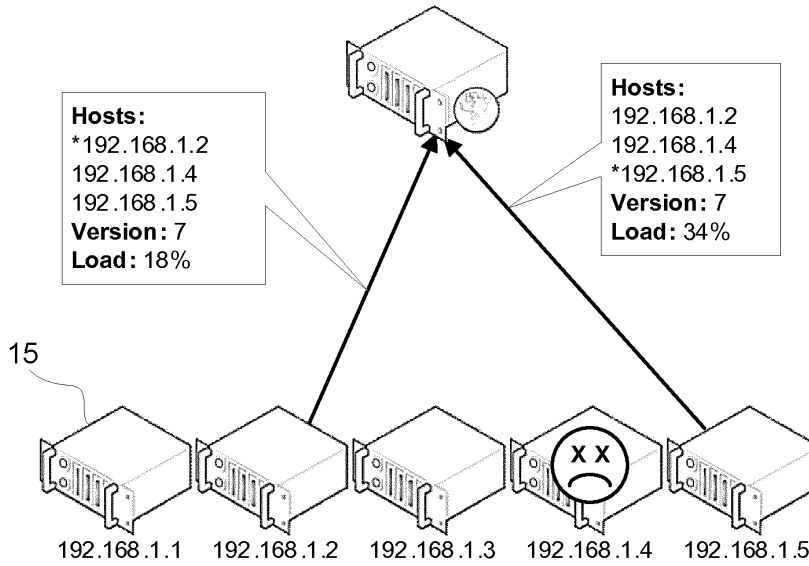 Hosts:
*192.168.1.2
192.168.1.4
192.168.1.5
Version: 7
Load: 18%
Hosts:
192.168.1.2
192.168.1.4
*192.168.1.5
Version: 7
Load: 34%
15
X X
192.168.1.1
192.168.1.2
192.168.1.3
192.168.1.4
192.168.1.5